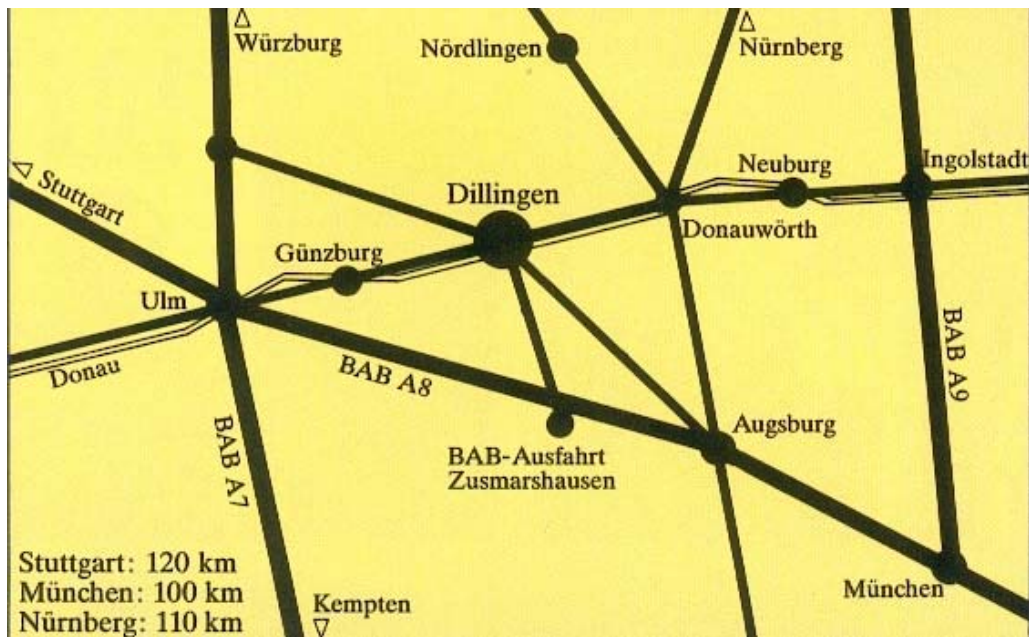 Würzburg
Nördlingen
Nürnberg
Stuttgart
Neuburg
Ingolstadt
Dillingen
Donauwörth
Günzburg
Ulm
Donau
BAB A8
BAB A9
BAB A7
Augsburg
BAB-Ausfahrt
Zusmarshausen
Stuttgart: 120 km
München: 100 km
Nürnberg: 110 km
Kempten
München